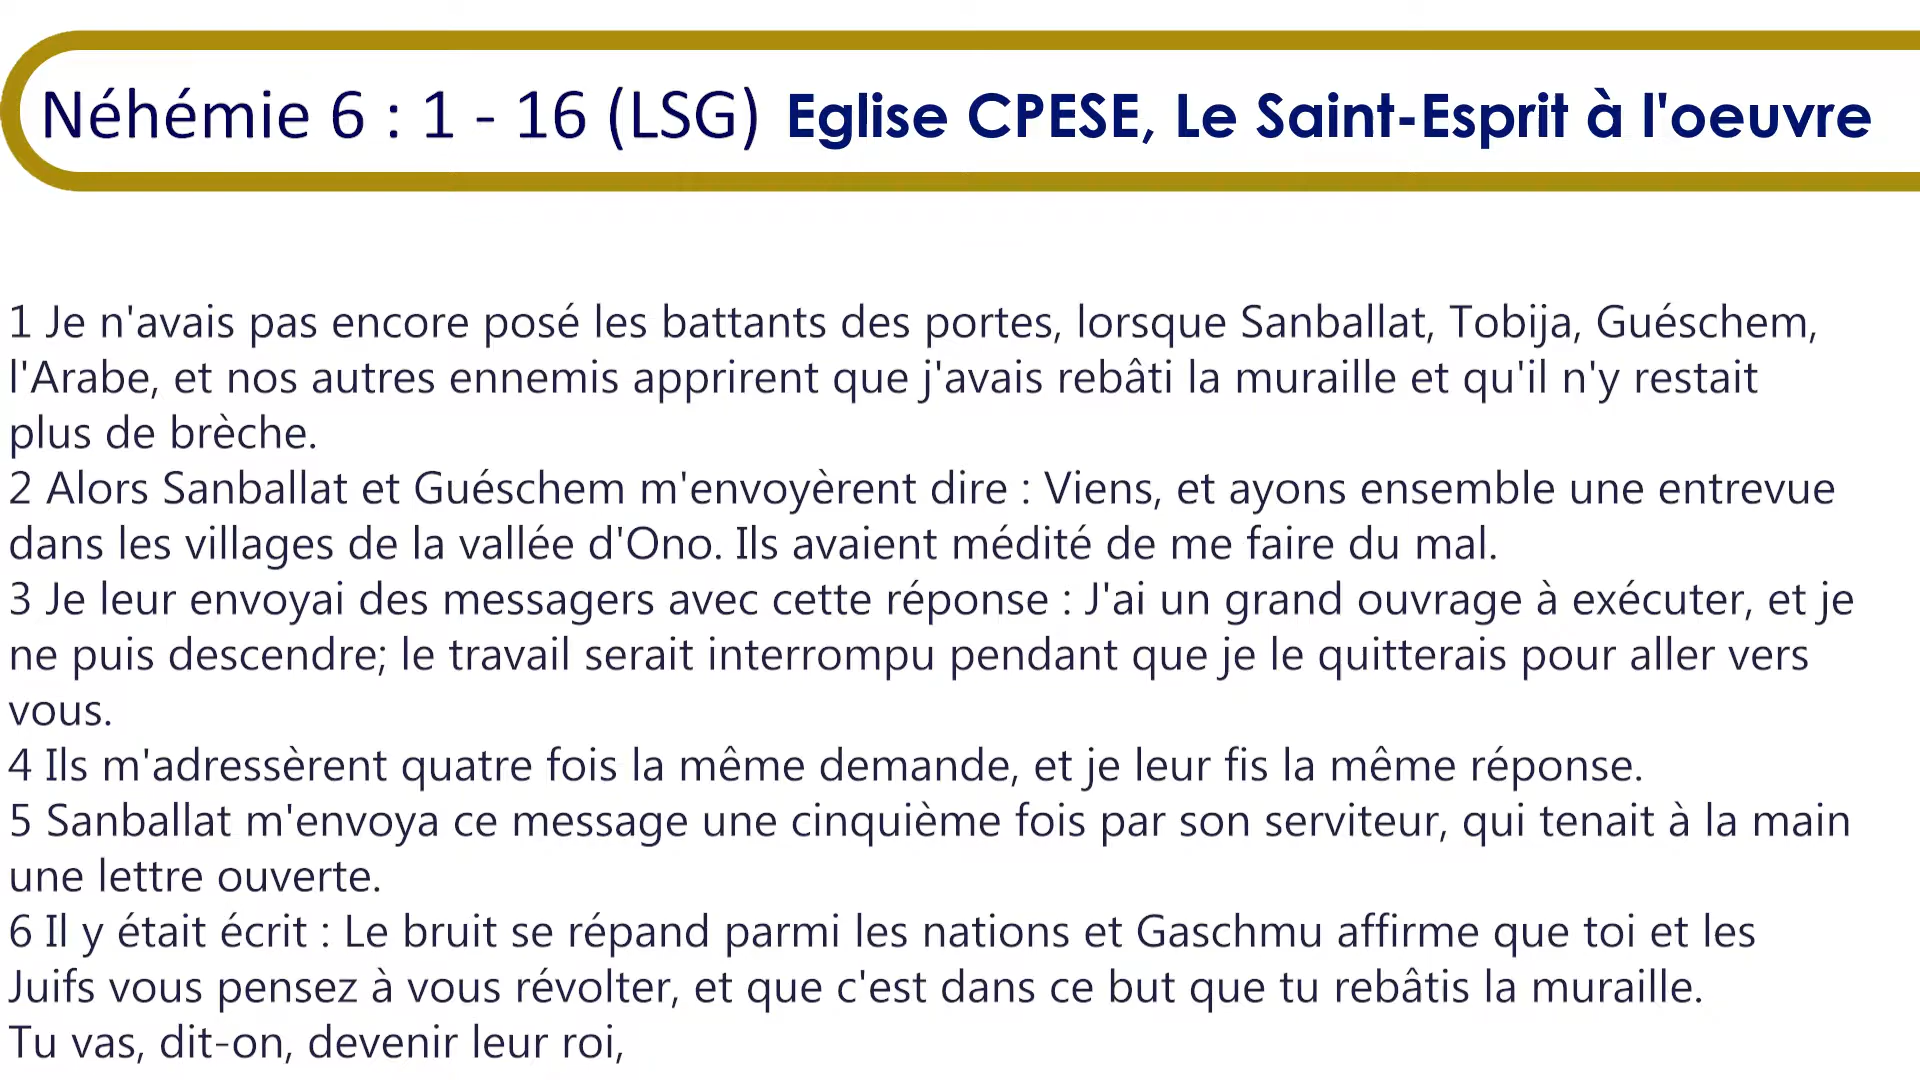 Néhémie 6 : 1 - 16 (LSG) Eglise CPESE, Le Saint-Esprit à l'oeuvre
1 Je n'avais pas encore posé les battants des portes, lorsque Sanballat, Tobija, Guéschem,
l'Arabe, et nos autres ennemis apprirent que j'avais rebâti la muraille et qu'il n'y restait
plus de brèche.
2 Alors Sanballat et Guéschem m'envoyèrent dire : Viens, et ayons ensemble une entrevue
dans les villages de la vallée d'Ono. Ils avaient médité de me faire du mal.
3 Je leur envoyai des messagers avec cette réponse : J'ai un grand ouvrage à exécuter, et je
ne puis descendre; le travail serait interrompu pendant que je le quitterais pour aller vers
vous.
4 Ils m'adressèrent quatre fois la même demande, et je leur fis la même réponse.
5 Sanballat m'envoya ce message une cinquième fois par son serviteur, qui tenait à la main
une lettre ouverte.
6 Il y était écrit : Le bruit se répand parmi les nations et Gaschmu affirme que toi et les
Juifs vous pensez à vous révolter, et que c'est dans ce but que tu rebâtis la muraille.
Tu vas, dit-on, devenir leur roi,